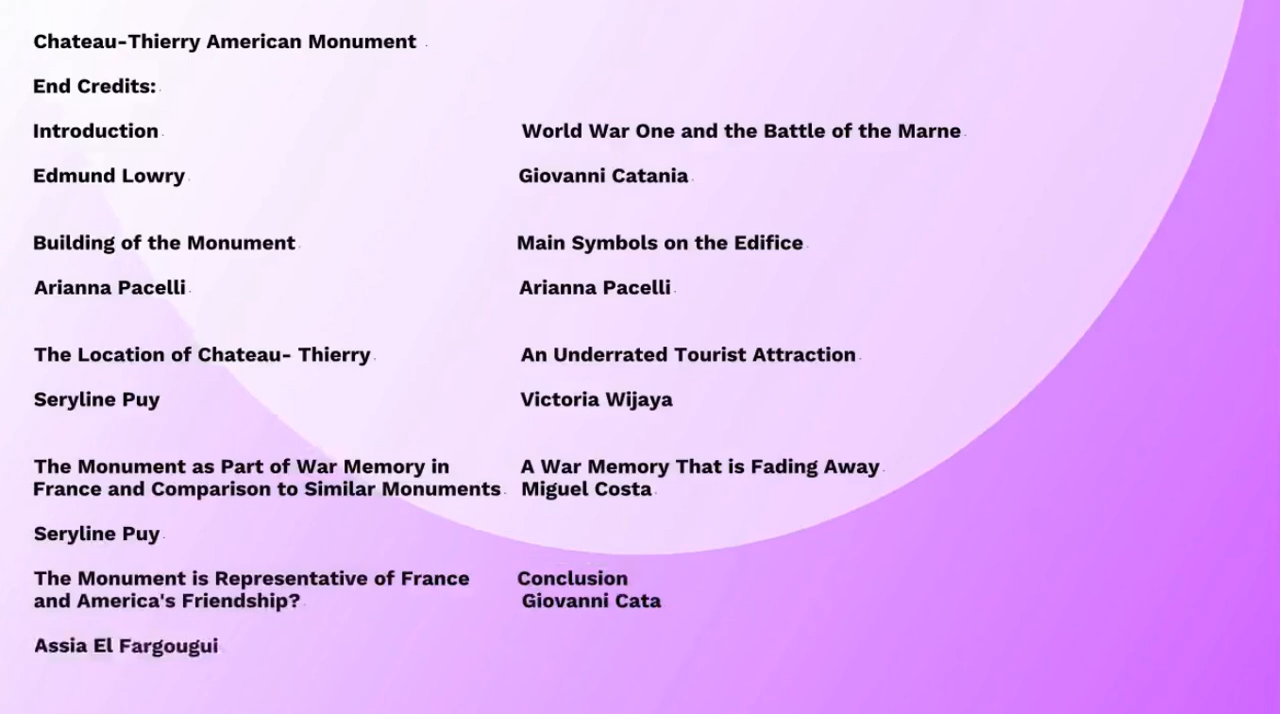 Chateau-Thierry American Monument
End Credits:
Introduction
Edmund Lowry
World War One and the Battle of the Marne
Giovanni Catania
Building of the Monument
Arianna Pacelli
Main Symbols on the Edifice
Arianna Pacelli
The Location of Chateau- Thierry
Seryline Puy
An Underrated Tourist Attraction
Victoria Wijaya
The Monument as Part of War Memory in
France and Comparison to Similar Monuments
Seryline Puy
A War Memory That is Fading Away
Miguel Costa
The Monument is Representative of France
and America's Friendship?
Assia El Fargougui
Conclusion
Giovanni Cata